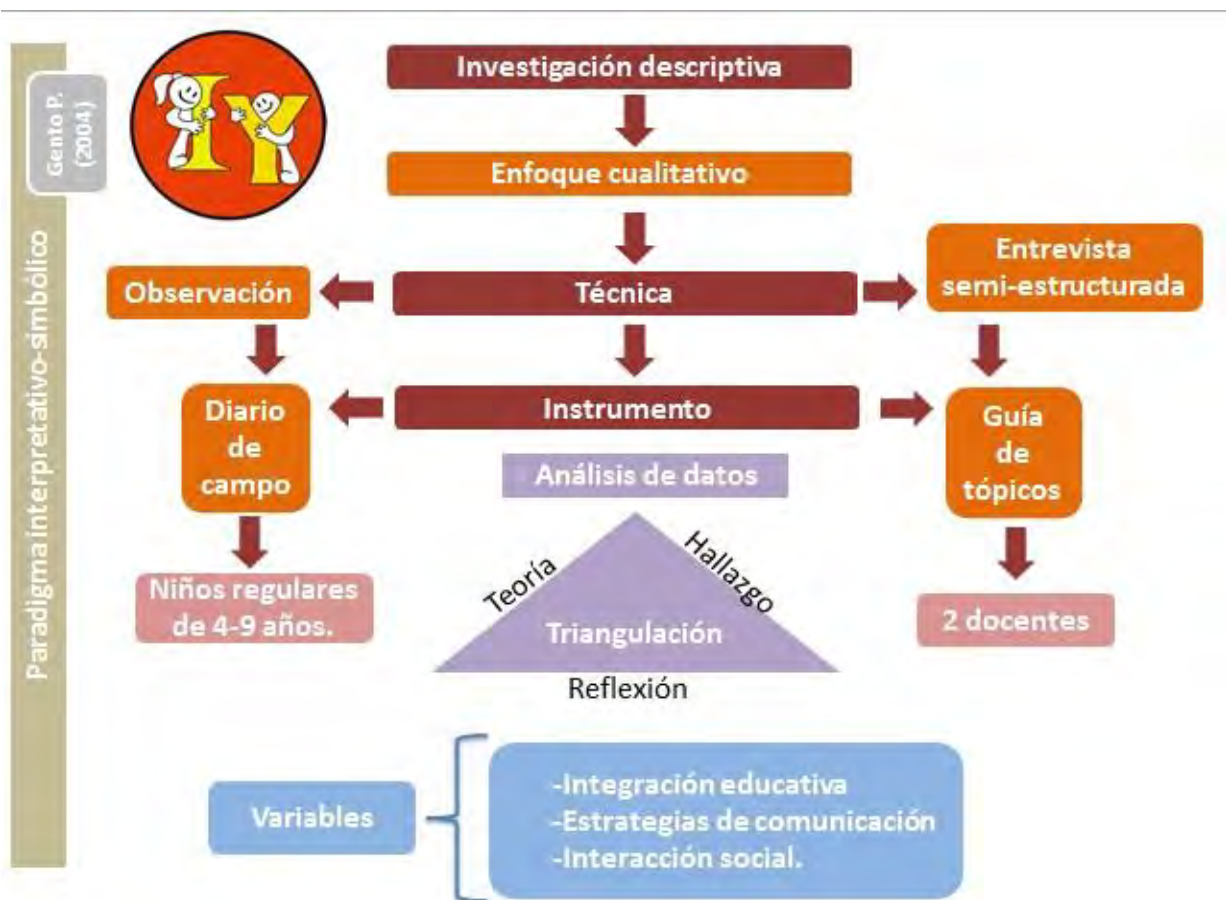 Gento P.
(2004)
Paradigma interpretativo-simbólico
IY
Investigación descriptiva
Enfoque cualitativo
Observación
Técnica
Entrevista
semi-estructurada
Diario
de
campo
Instrumento
Guía
de
tópicos
Análisis de datos
Teoría
Hallazgo
Triangulación
Reflexión
Niños regulares
de 4-9 años.
2 docentes
Variables
-Integración educativa
-Estrategias de comunicación
-Interacción social.